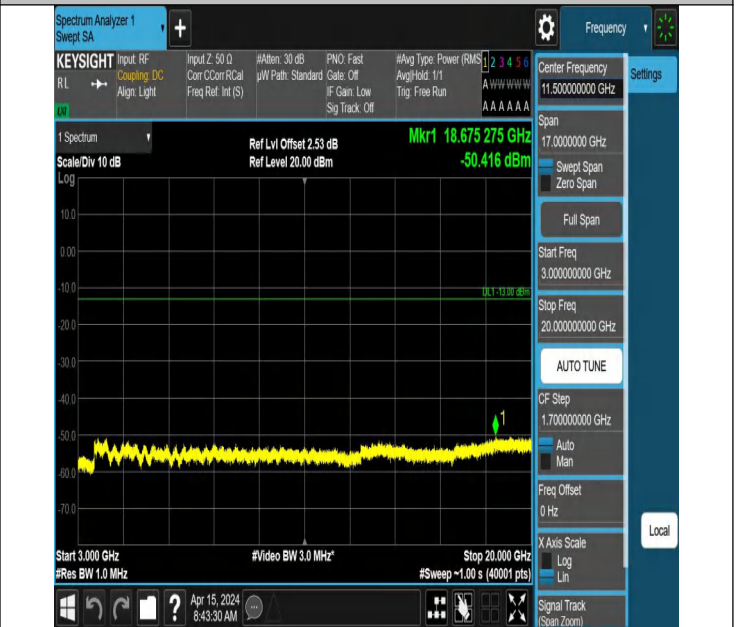 Spectrum Analyzer 1
Swept SA
+
Frequency
KEYSIGHT
RL
Input: RF
Coupling: DC
Align: Light
Input Z: 50 Ω
Corr CCorr RCal
Freq Ref: Int (S)
#Atten: 30 dB
µW Path: Standard
PNO: Fast
Gate: Off
IF Gain: Low
Sig Track: Off
#Avg Type: Power (RMS
Avg|Hold: 1/1
Trig: Free Run
1 2 3 4 5 6
A W W W W W
A A A A A A
LXI
1 Spectrum
Scale/Div 10 dB
Log
Ref Lvl Offset 2.53 dB
Ref Level 20.00 dBm
Mkr1 18.675 275 GHz
-50.416 dBm
10.0
0.00
-10.0
DL1 -13.00 dBm
-20.0
-30.0
-40.0
1
-50.0
-60.0
-70.0
Start 3.000 GHz
#Res BW 1.0 MHz
#Video BW 3.0 MHz*
Stop 20.000 GHz
#Sweep ~1.00 s (40001 pts)
?
Apr 15, 2024
8:43:30 AM
Center Frequency
11.500000000 GHz
Settings
Span
17.0000000 GHz
Swept Span
Zero Span
Full Span
Start Freq
3.000000000 GHz
Stop Freq
20.000000000 GHz
AUTO TUNE
CF Step
1.700000000 GHz
Auto
Man
Freq Offset
0 Hz
X Axis Scale
Log
Lin
Local
Signal Track
(Span Zoom)